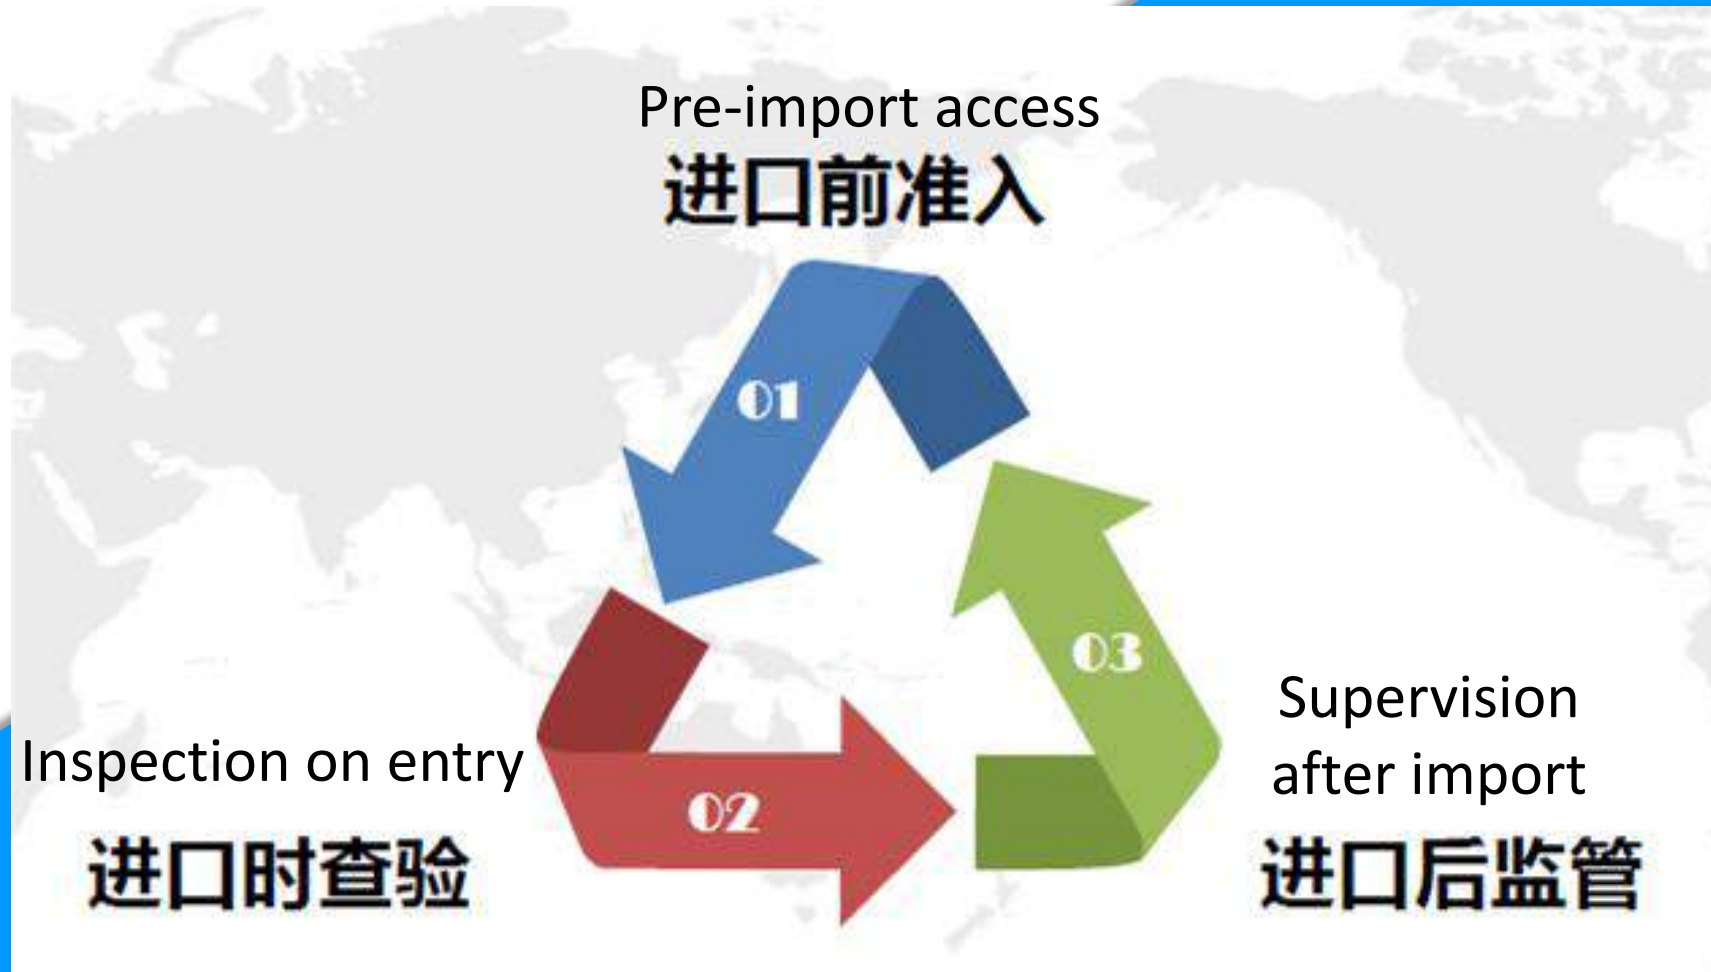 Pre-import access
进口前准入
01
02
03
Inspection on entry
进口时查验
Supervision
after import
进口后监管